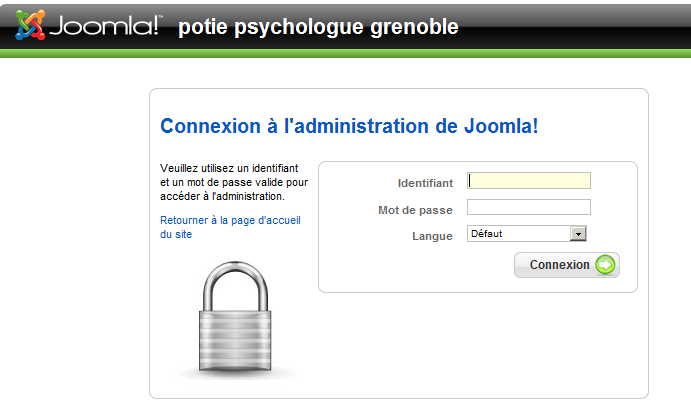 Joomla!™ potie psychologue grenoble
Connexion à l'administration de Joomla!
Veuillez utilisez un identifiant
et un mot de passe valide pour
accéder à l'administration.
Retourner à la page d'accueil
du site
Identifiant
Mot de passe
Langue Défaut
Connexion